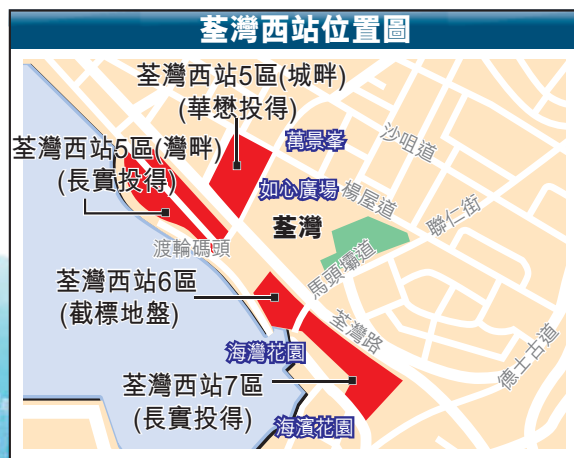 荃灣西站位置圖
荃灣西站5區(城畔)
(華懋投得)
萬景峯
沙咀道
荃灣西站5區(灣畔)
(長實投得)
如心廣場
楊屋道
聯仁街
荃灣
渡輪碼頭
馬頭壩道
荃灣西站6區
(截標地盤)
荃灣路
海灣花園
德士古道
荃灣西站7區
(長實投得)
海濱花園